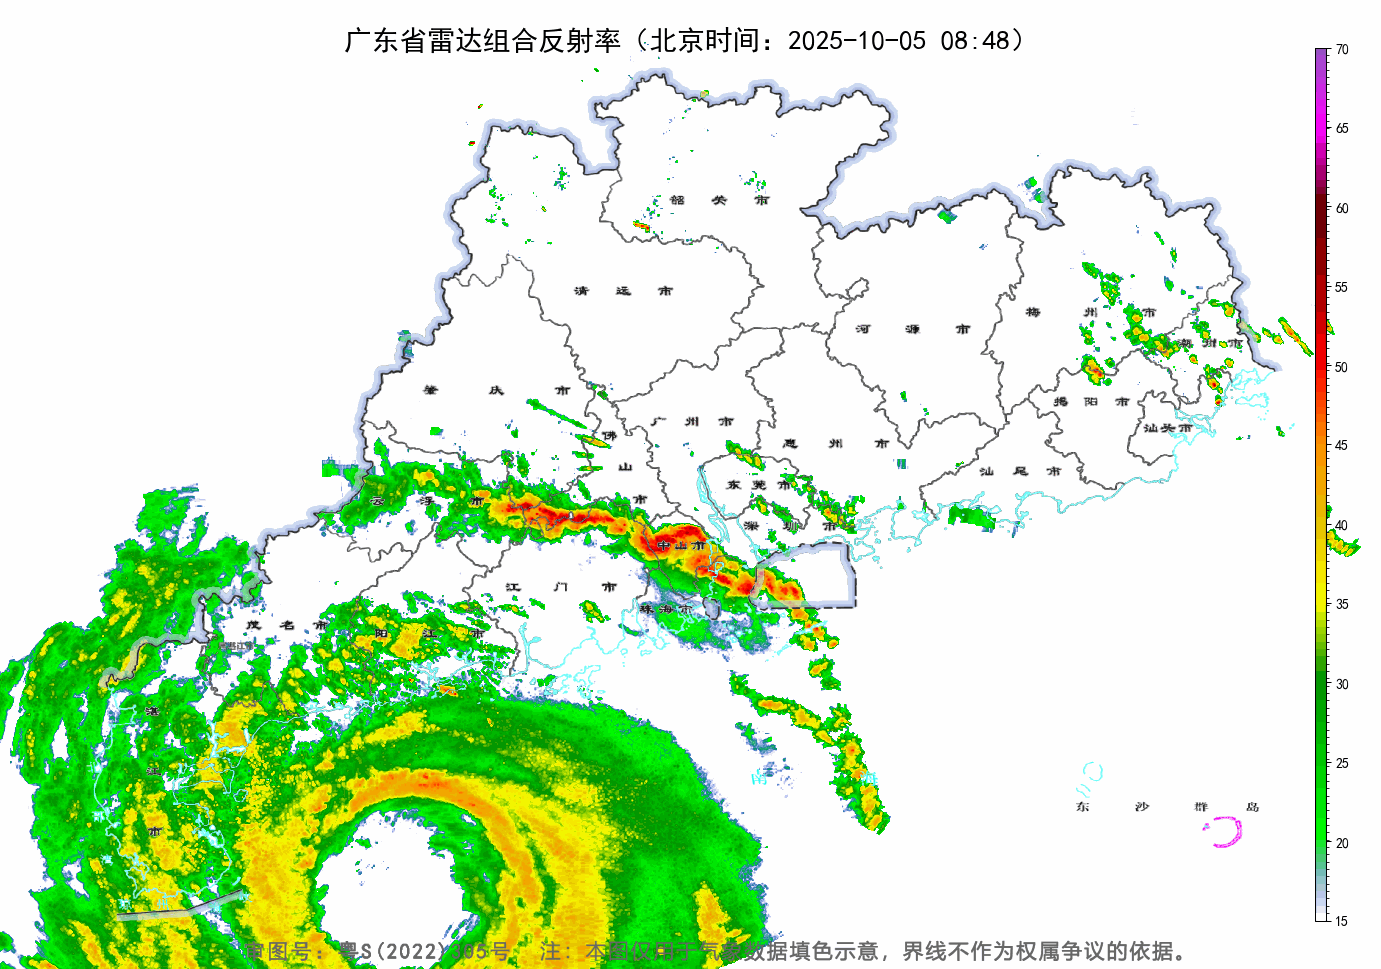 广东省雷达组合反射率（北京时间：2025-10-05 08:48）
70
65
60
55
50
45
40
35
30
25
20
15
韶 关 市
清 远 市
河 源 市
梅 州 市
潮 州 市
肇 庆 市
揭 阳 市
广 州 市
汕头市
佛 山 市
惠 州 市
汕 尾 市
东 莞 市
云 浮 市
深 圳 市
中山市
江 门 市
珠海市
茂 名 市
阳 江 市
湛 江 市
东 沙 群 岛
审图号：粤S(2022)305号 注：本图仅用于气象数据填色示意，界线不作为权属争议的依据。